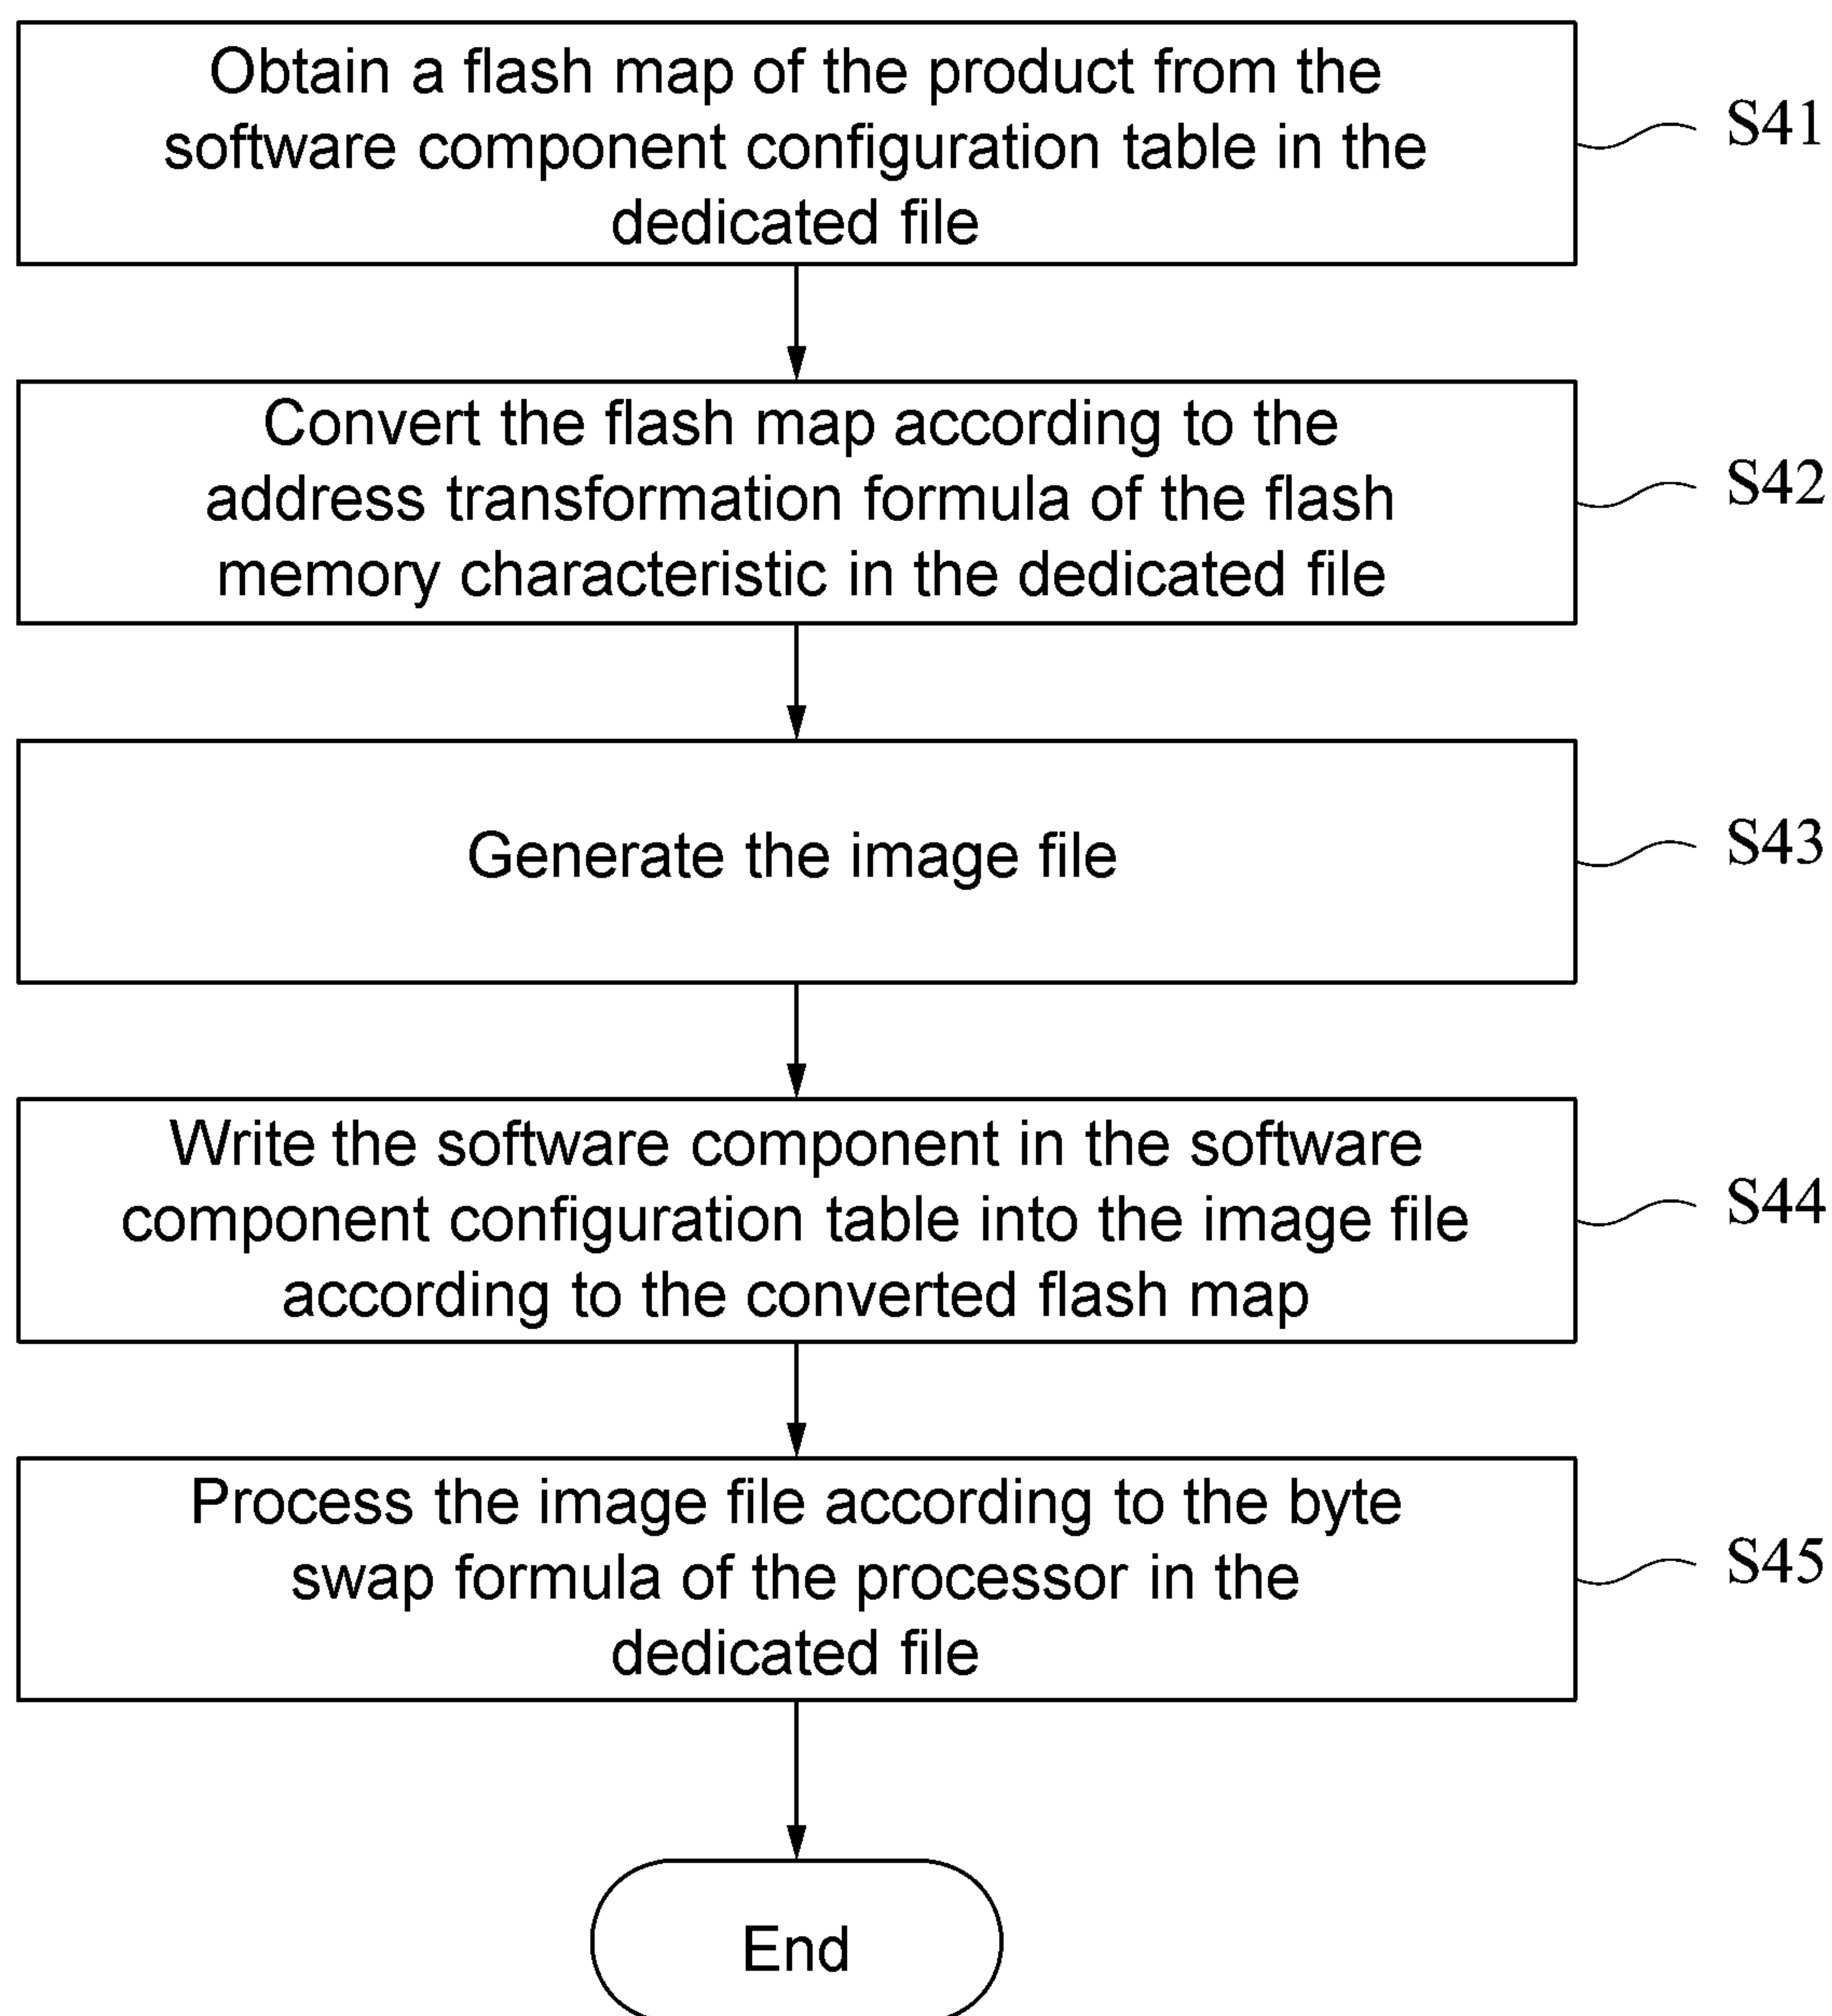 Obtain a flash map of the product from the
software component configuration table in the
dedicated file
S41
Convert the flash map according to the
address transformation formula of the flash
memory characteristic in the dedicated file
S42
Generate the image file
S43
Write the software component in the software
component configuration table into the image file
according to the converted flash map
S44
Process the image file according to the byte
swap formula of the processor in the
dedicated file
S45
End